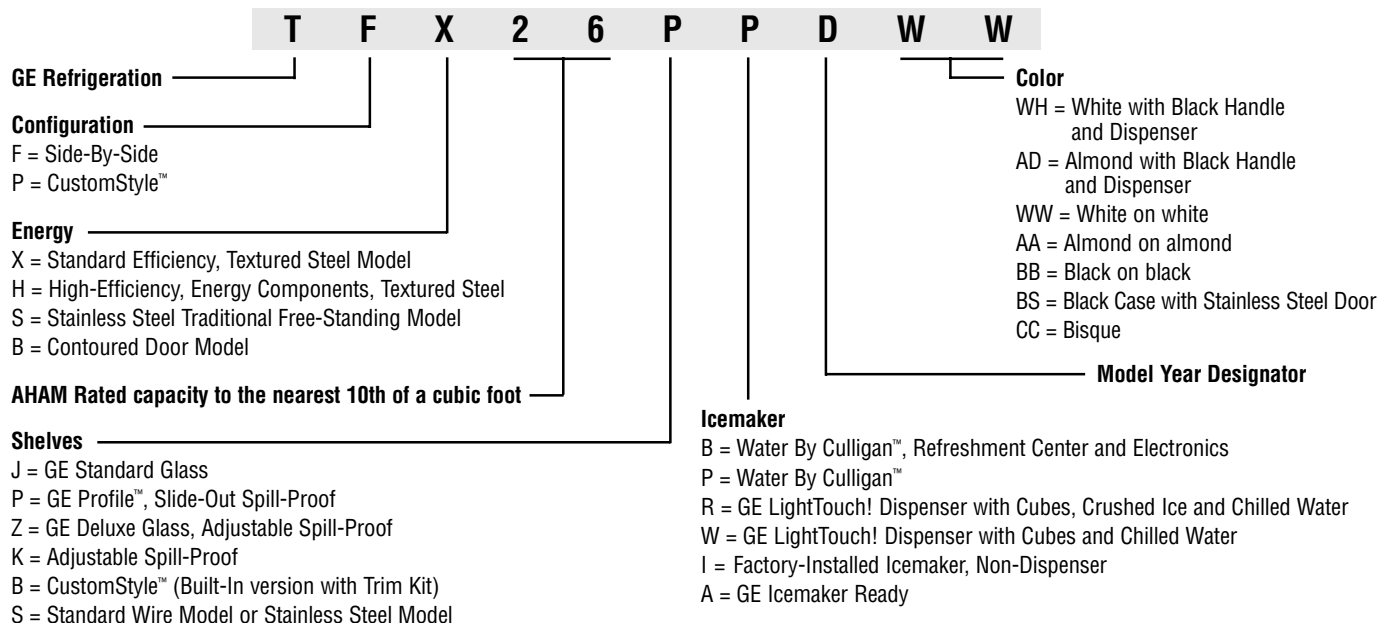 T F X 2 6 P P D W W
GE Refrigeration
Configuration
F = Side-By-Side
P = CustomStyle™
Energy
X = Standard Efficiency, Textured Steel Model
H = High-Efficiency, Energy Components, Textured Steel
S = Stainless Steel Traditional Free-Standing Model
B = Contoured Door Model
AHAM Rated capacity to the nearest 10th of a cubic foot
Shelves
J = GE Standard Glass
P = GE Profile™, Slide-Out Spill-Proof
Z = GE Deluxe Glass, Adjustable Spill-Proof
K = Adjustable Spill-Proof
B = CustomStyle™ (Built-In version with Trim Kit)
S = Standard Wire Model or Stainless Steel Model
Color
WH = White with Black Handle
and Dispenser
AD = Almond with Black Handle
and Dispenser
WW = White on white
AA = Almond on almond
BB = Black on black
BS = Black Case with Stainless Steel Door
CC = Bisque
Model Year Designator
Icemaker
B = Water By Culligan™, Refreshment Center and Electronics
P = Water By Culligan™
R = GE LightTouch! Dispenser with Cubes, Crushed Ice and Chilled Water
W = GE LightTouch! Dispenser with Cubes and Chilled Water
I = Factory-Installed Icemaker, Non-Dispenser
A = GE Icemaker Ready